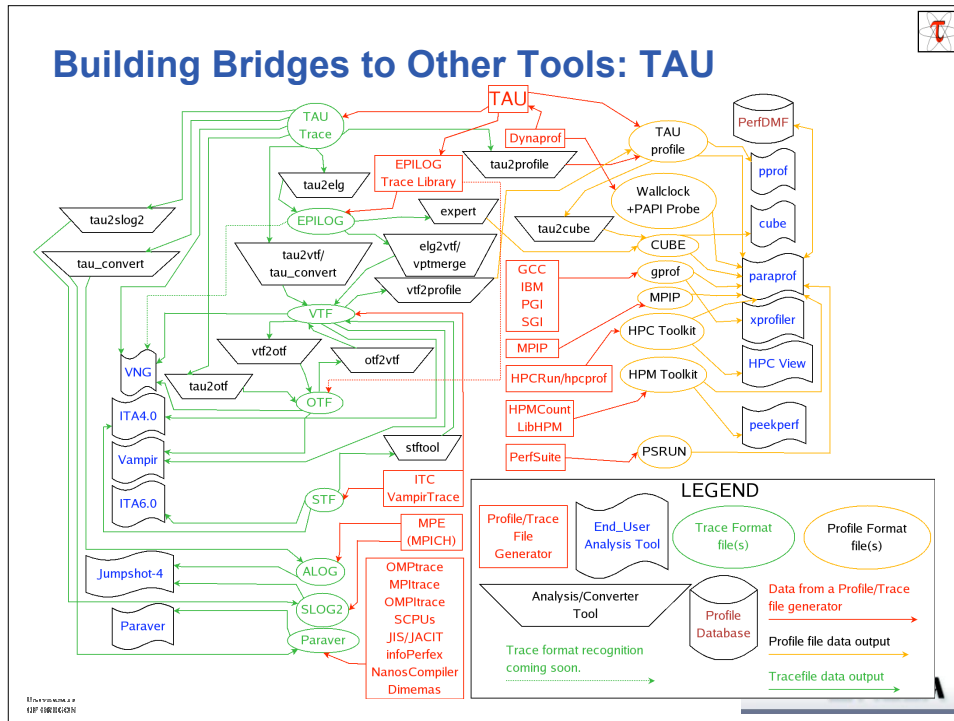 Building Bridges to Other Tools: TAU
τ
TAU
TAU
Trace
Dynaprof
TAU
profile
PerfDMF
EPILOG
Trace Library
tau2profile
pprof
tau2elg
Wallclock
+PAPI Probe
tau2slog2
EPILOG
expert
tau2cube
cube
tau_convert
tau2vtf/
tau_convert
elg2vtf/
vptmerge
CUBE
GCC
IBM
PGI
SGI
gprof
paraprof
vtf2profile
MPIP
VTF
HPC Toolkit
xprofiler
vtf2otf
otf2vtf
MPIP
VNG
HPC View
tau2otf
HPCRun/hpcprof
HPM Toolkit
OTF
ITA4.0
HPMCount
LibHPM
peekperf
Vampir
stftool
PerfSuite
PSRUN
ITA6.0
STF
ITC
VampirTrace
MPE
(MPICH)
Jumpshot-4
ALOG
OMPtrace
MPItrace
OMPItrace
SCPUs
JIS/JACIT
infoPerfex
NanosCompiler
Dimemas
SLOG2
Paraver
Paraver
LEGEND
Profile/Trace
File
Generator
End_User
Analysis Tool
Trace Format
file(s)
Profile Format
file(s)
Analysis/Converter
Tool
Profile
Database
Data from a Profile/Trace
file generator
Profile file data output
Trace format recognition
coming soon.
Tracefile data output
OF OREGON